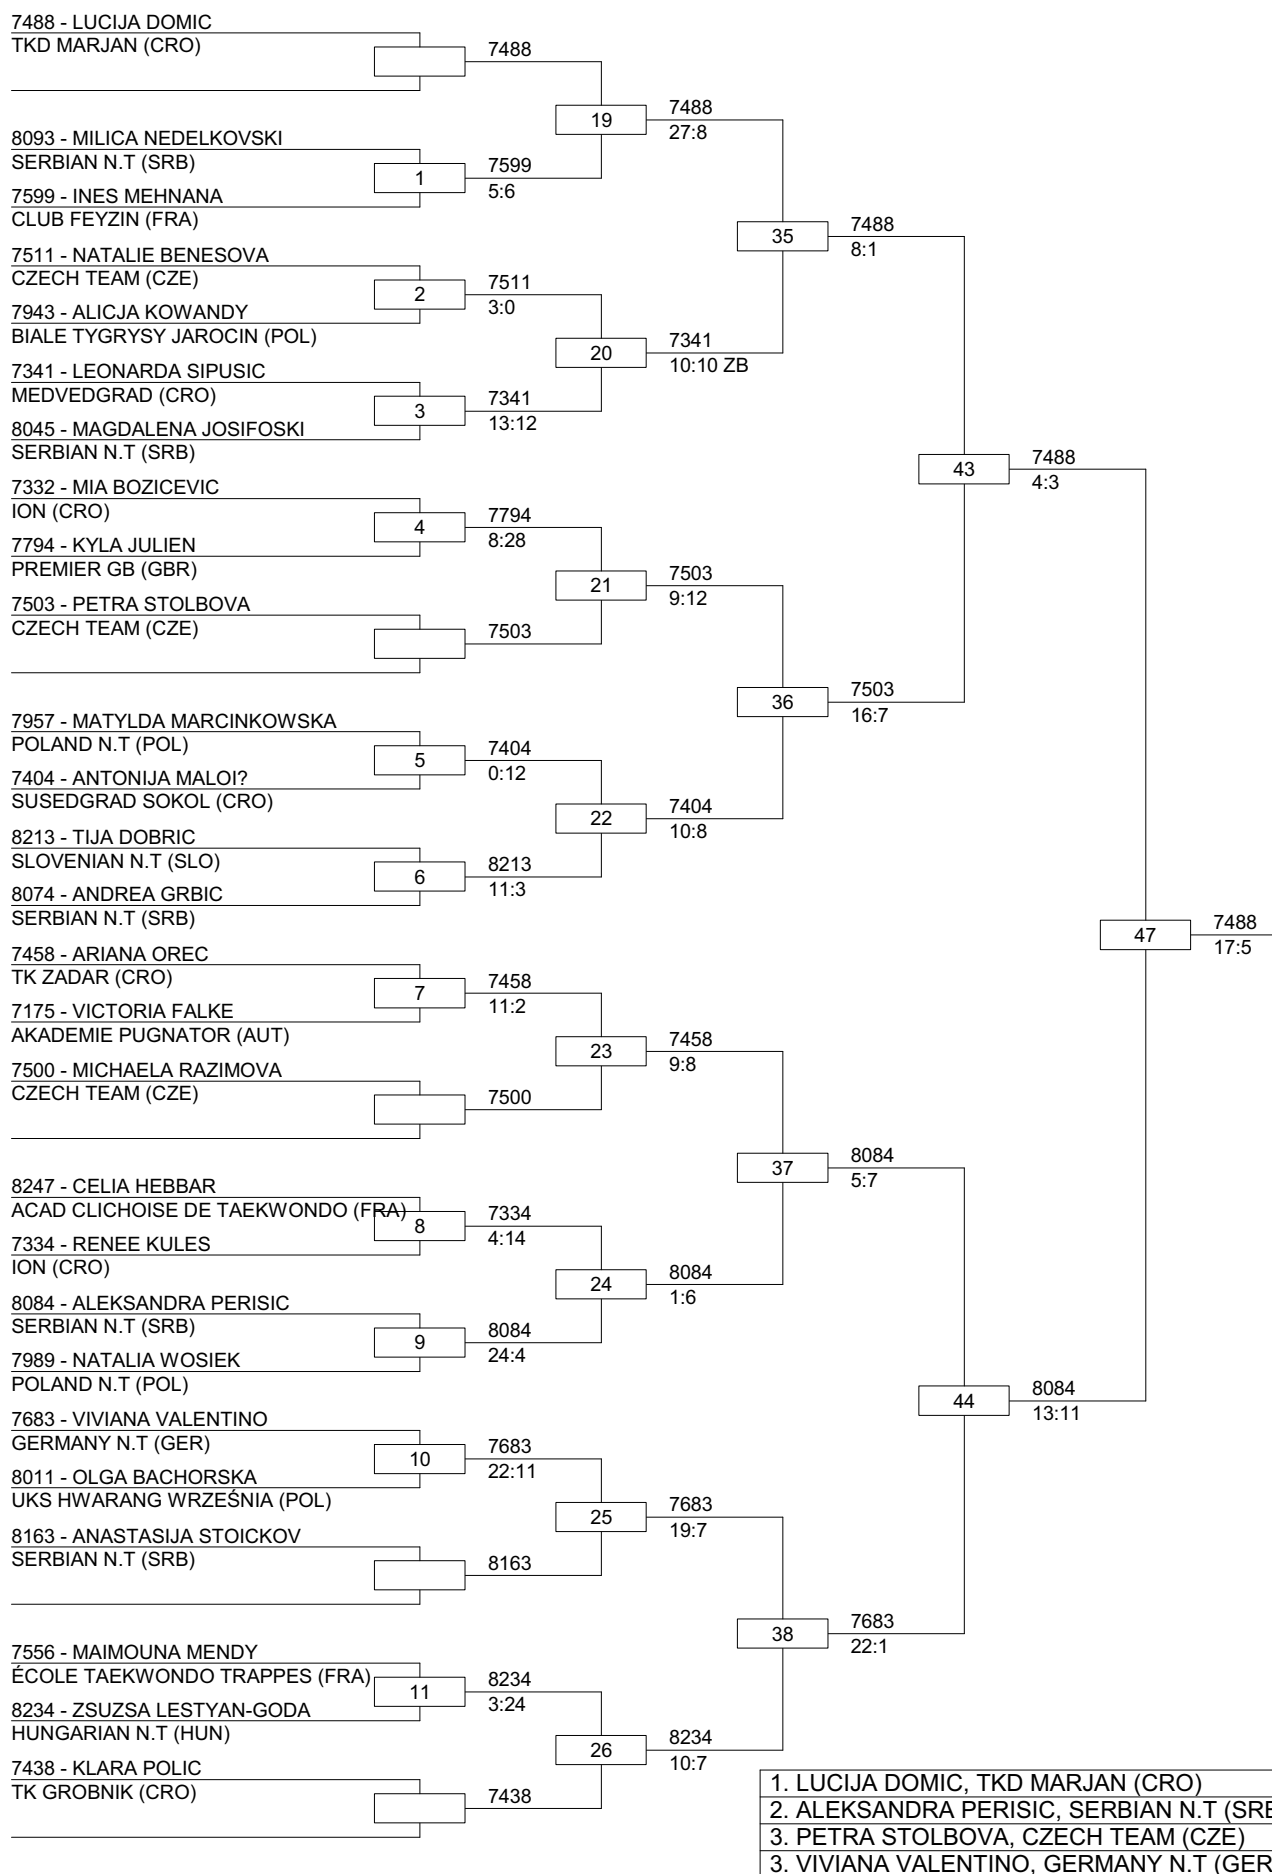 7488 - LUCIJA DOMIC
TKD MARJAN (CRO)
7488
19
7488
27:8
8093 - MILICA NEDELKOVSKI
SERBIAN N.T (SRB)
1
7599
5:6
7599 - INES MEHNANA
CLUB FEYZIN (FRA)
35
7488
8:1
7511 - NATALIE BENESOVA
CZECH TEAM (CZE)
2
7511
3:0
7943 - ALICJA KOWANDY
BIALE TYGRYSY JAROCIN (POL)
20
7341
10:10 ZB
7341 - LEONARDA SIPUSIC
MEDVEDGRAD (CRO)
3
7341
13:12
8045 - MAGDALENA JOSIFOSKI
SERBIAN N.T (SRB)
43
7488
4:3
7332 - MIA BOZICEVIC
ION (CRO)
4
7794
8:28
7794 - KYLA JULIEN
PREMIER GB (GBR)
21
7503
9:12
7503 - PETRA STOLBOVA
CZECH TEAM (CZE)
7503
36
7503
16:7
7957 - MATYLDA MARCINKOWSKA
POLAND N.T (POL)
5
7404
0:12
7404 - ANTONIJA MALOI?
SUSEDGRAD SOKOL (CRO)
22
7404
10:8
8213 - TIJA DOBRIC
SLOVENIAN N.T (SLO)
6
8213
11:3
8074 - ANDREA GRBIC
SERBIAN N.T (SRB)
47
7488
17:5
7458 - ARIANA OREC
TK ZADAR (CRO)
7
7458
11:2
7175 - VICTORIA FALKE
AKADEMIE PUGNATOR (AUT)
23
7458
9:8
7500 - MICHAELA RAZIMOVA
CZECH TEAM (CZE)
7500
37
8084
5:7
8247 - CELIA HEBBAR
ACAD CLICHOISE DE TAEKWONDO (FRA)
8
7334
4:14
7334 - RENEE KULES
ION (CRO)
24
8084
1:6
8084 - ALEKSANDRA PERISIC
SERBIAN N.T (SRB)
9
8084
24:4
7989 - NATALIA WOSIEK
POLAND N.T (POL)
44
8084
13:11
7683 - VIVIANA VALENTINO
GERMANY N.T (GER)
10
7683
22:11
8011 - OLGA BACHORSKA
UKS HWARANG WRZEŚNIA (POL)
25
7683
19:7
8163 - ANASTASIJA STOICKOV
SERBIAN N.T (SRB)
8163
38
7683
22:1
7556 - MAIMOUNA MENDY
ÉCOLE TAEKWONDO TRAPPES (FRA)
11
8234
3:24
8234 - ZSUZSA LESTYAN-GODA
HUNGARIAN N.T (HUN)
26
8234
10:7
7438 - KLARA POLIC
TK GROBNIK (CRO)
7438
1. LUCIJA DOMIC, TKD MARJAN (CRO)
2. ALEKSANDRA PERISIC, SERBIAN N.T (SRB
3. PETRA STOLBOVA, CZECH TEAM (CZE)
3. VIVIANA VALENTINO, GERMANY N.T (GER